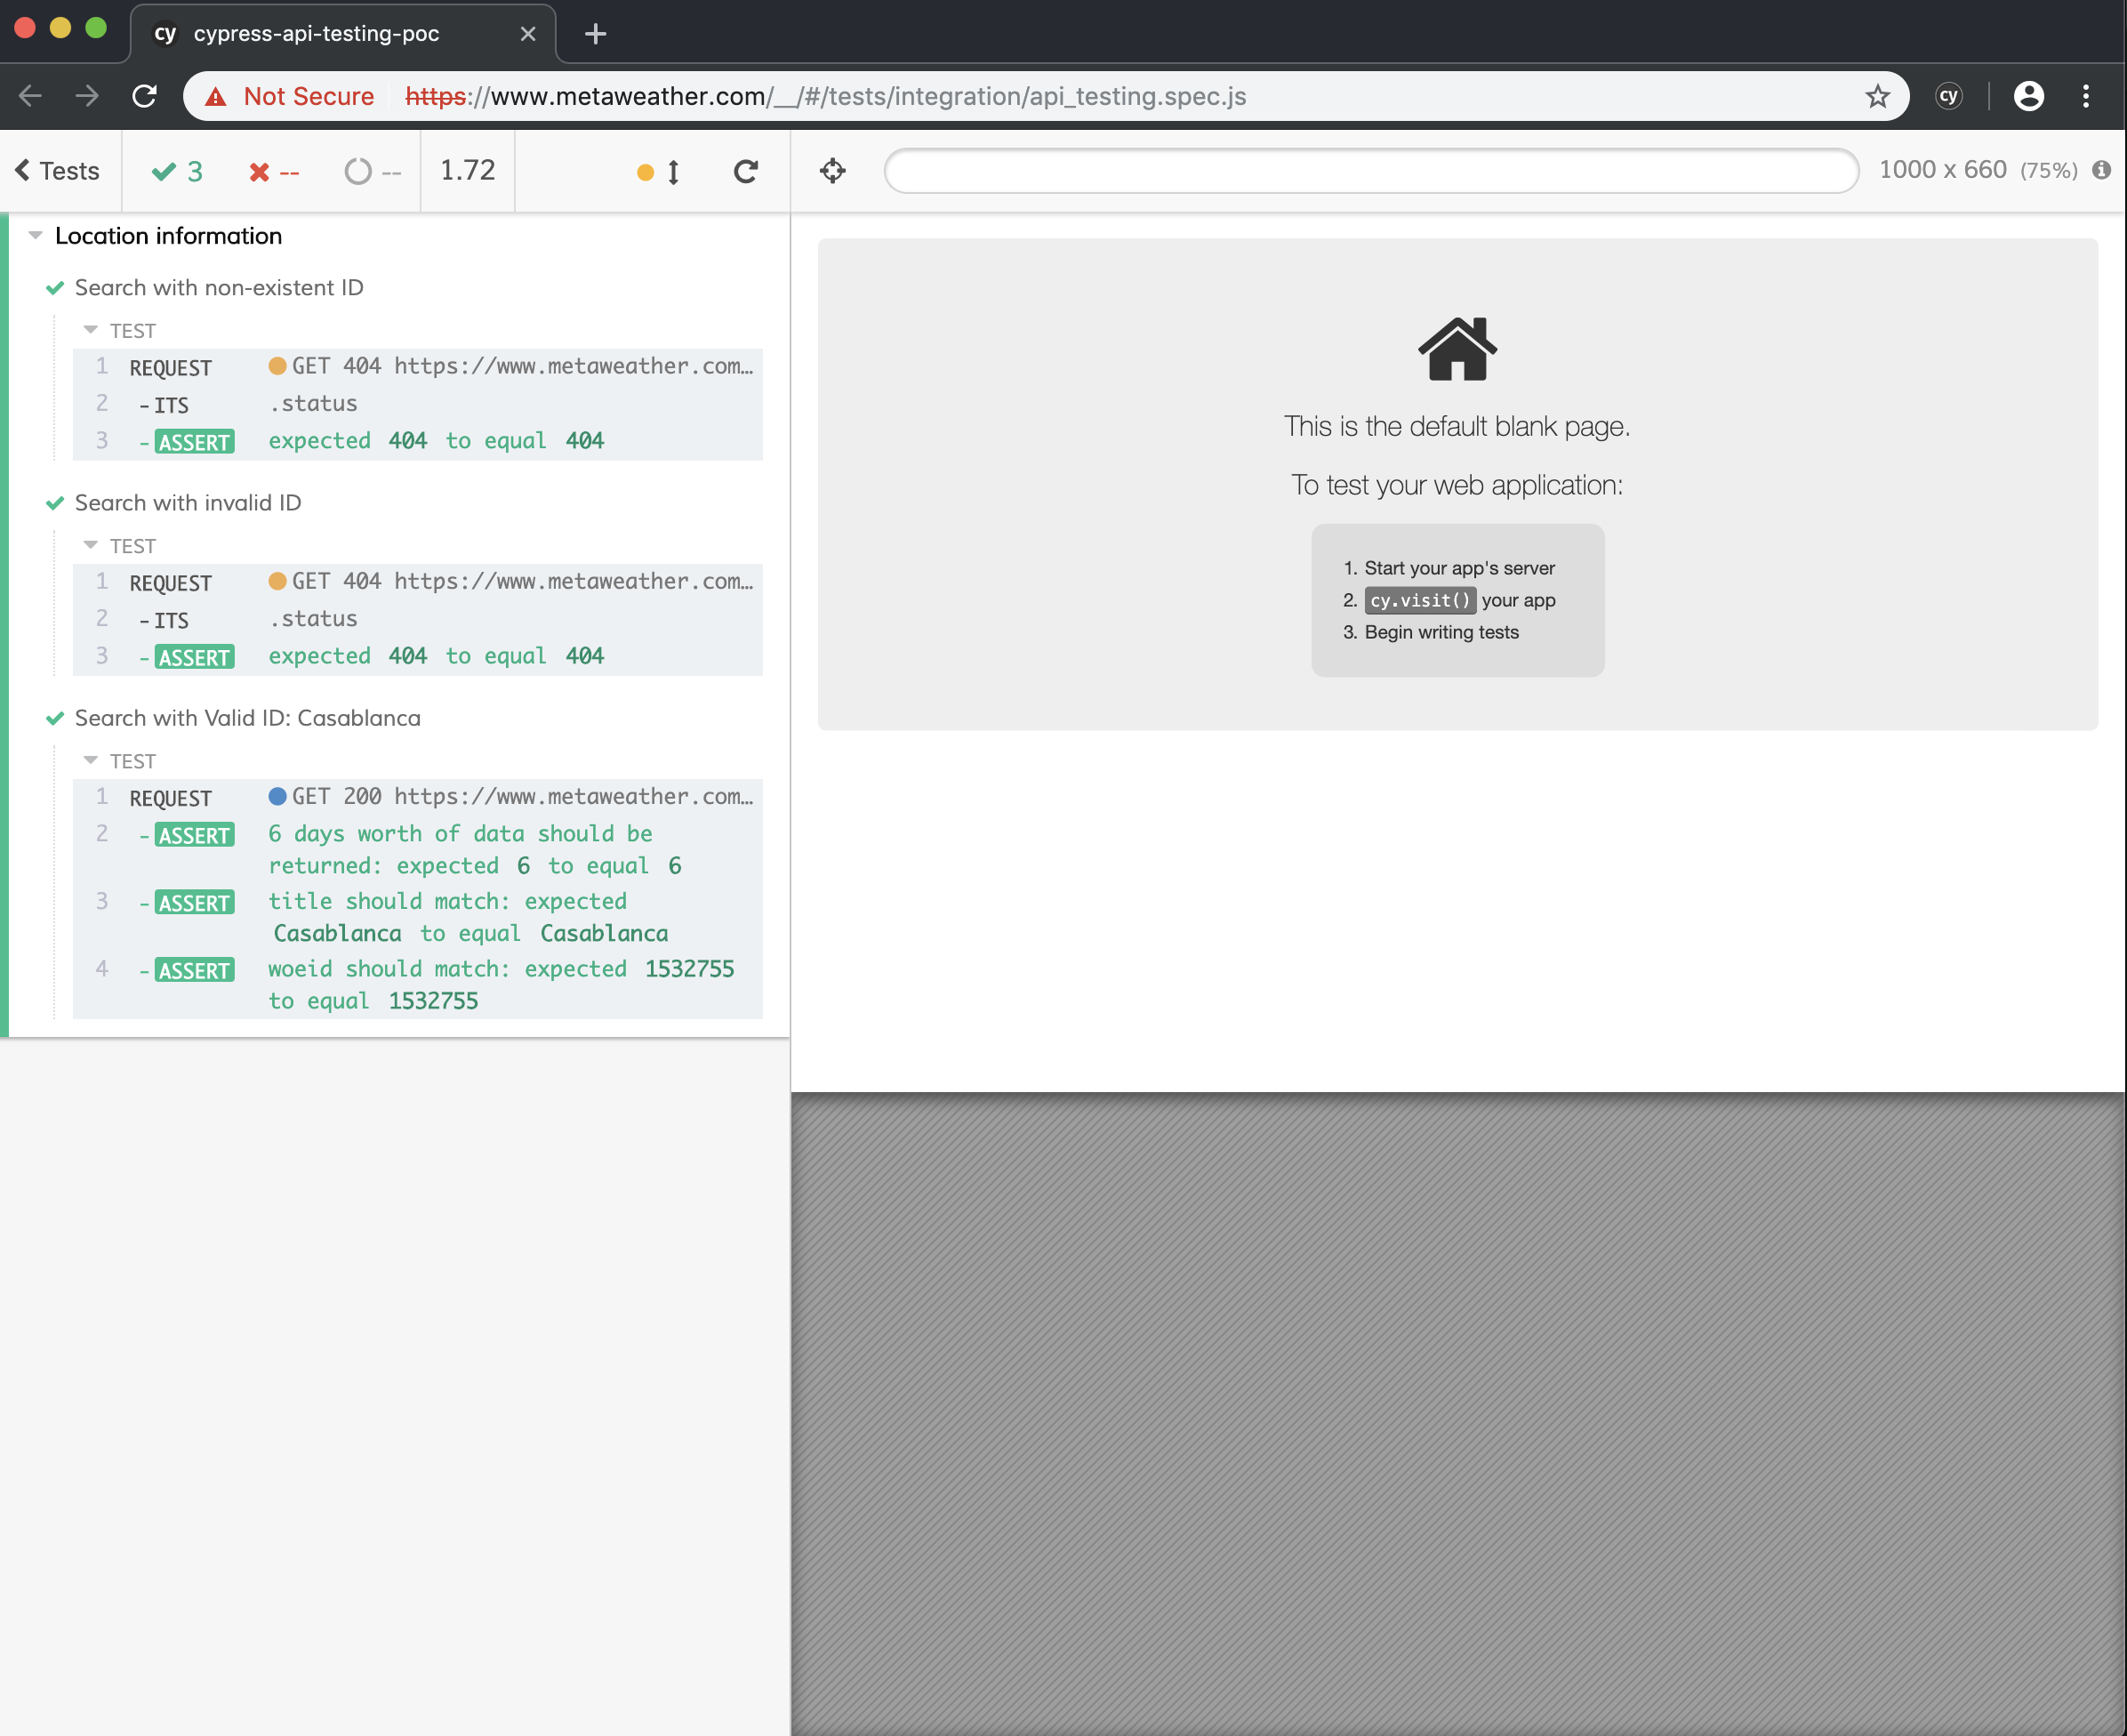 cy cypress-api-testing-poc
Not Secure https://www.metaweather.com/__/#/tests/integration/api_testing.spec.js cy
Tests 3 -- -- 1.72
1000 x 660 (75%)
Location information
Search with non-existent ID
TEST
1 REQUEST GET 404 https://www.metaweather.com…
2 -ITS .status
3 -ASSERT expected 404 to equal 404
Search with invalid ID
TEST
1 REQUEST GET 404 https://www.metaweather.com…
2 -ITS .status
3 -ASSERT expected 404 to equal 404
Search with Valid ID: Casablanca
TEST
1 REQUEST GET 200 https://www.metaweather.com…
2 -ASSERT 6 days worth of data should be
returned: expected 6 to equal 6
3 -ASSERT title should match: expected
Casablanca to equal Casablanca
4 -ASSERT woeid should match: expected 1532755
to equal 1532755
This is the default blank page.
To test your web application:
1. Start your app's server
2. cy.visit() your app
3. Begin writing tests